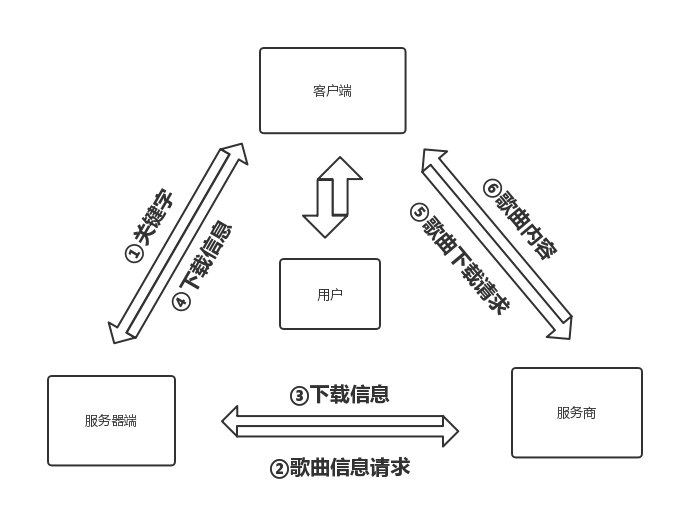 客户端
①关键字
④下载信息
⑥歌曲内容
⑤歌曲下载请求
用户
③下载信息
服务器端
服务商
②歌曲信息请求